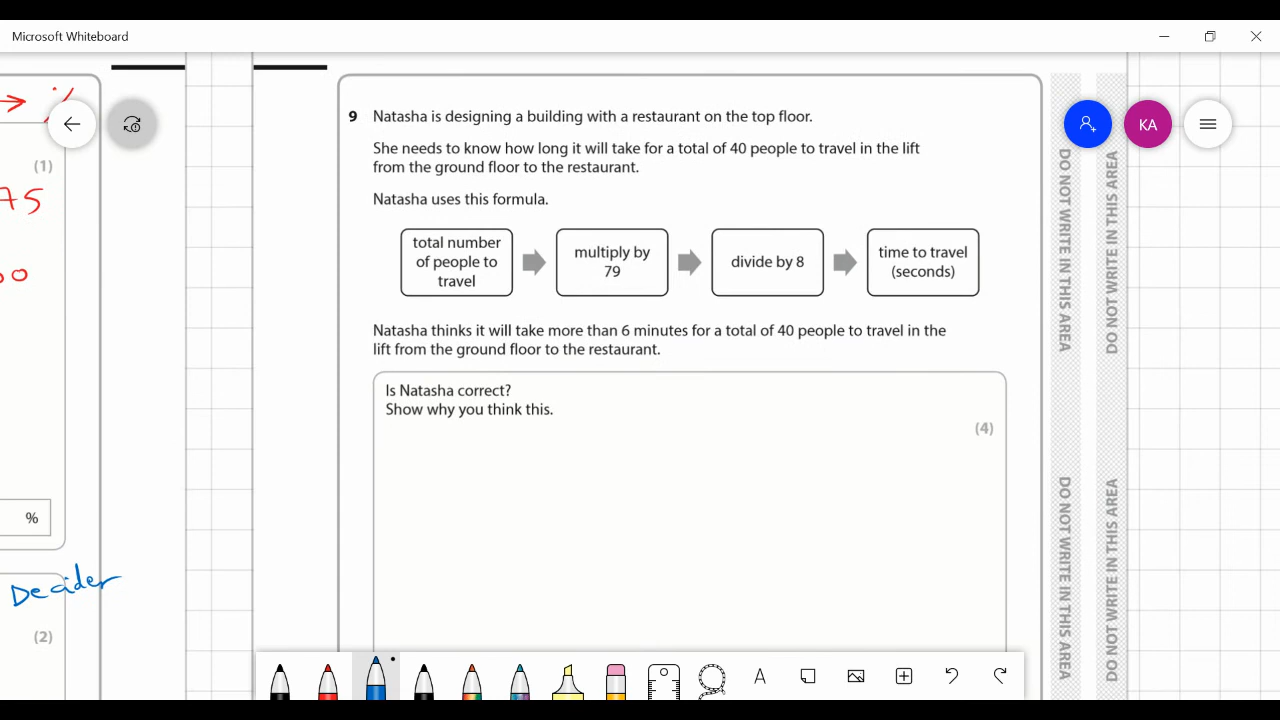 Microsoft Whiteboard
KA
(1)
75
9 Natasha is designing a building with a restaurant on the top floor.
She needs to know how long it will take for a total of 40 people to travel in the lift
from the ground floor to the restaurant.
Natasha uses this formula.
total number
of people to
travel
multiply by
79
divide by 8
time to travel
(seconds)
Natasha thinks it will take more than 6 minutes for a total of 40 people to travel in the
lift from the ground floor to the restaurant.
Is Natasha correct?
Show why you think this.
(4)
%
Decider
(2)
DO NOT WRITE IN THIS AREA
DO NOT WRITE IN THIS AREA
DO NOT WRITE IN THIS AREA
DO NOT WRITE IN THIS AREA
A